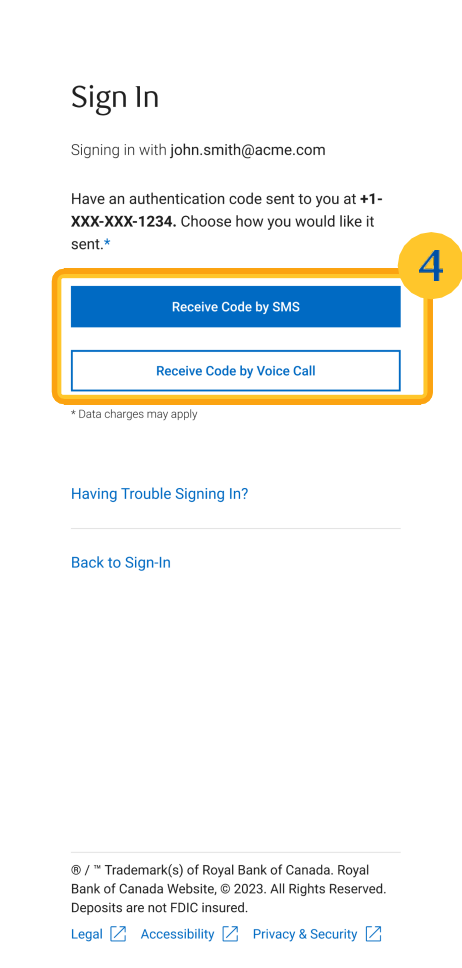 Sign In
Signing in with john.smith@acme.com
Have an authentication code sent to you at +1-
XXX-XXX-1234. Choose how you would like it
sent.*
4
Receive Code by SMS
Receive Code by Voice Call
* Data charges may apply
Having Trouble Signing In?
Back to Sign-In
® / ™ Trademark(s) of Royal Bank of Canada. Royal
Bank of Canada Website, © 2023. All Rights Reserved.
Deposits are not FDIC insured.
Legal Accessibility Privacy & Security